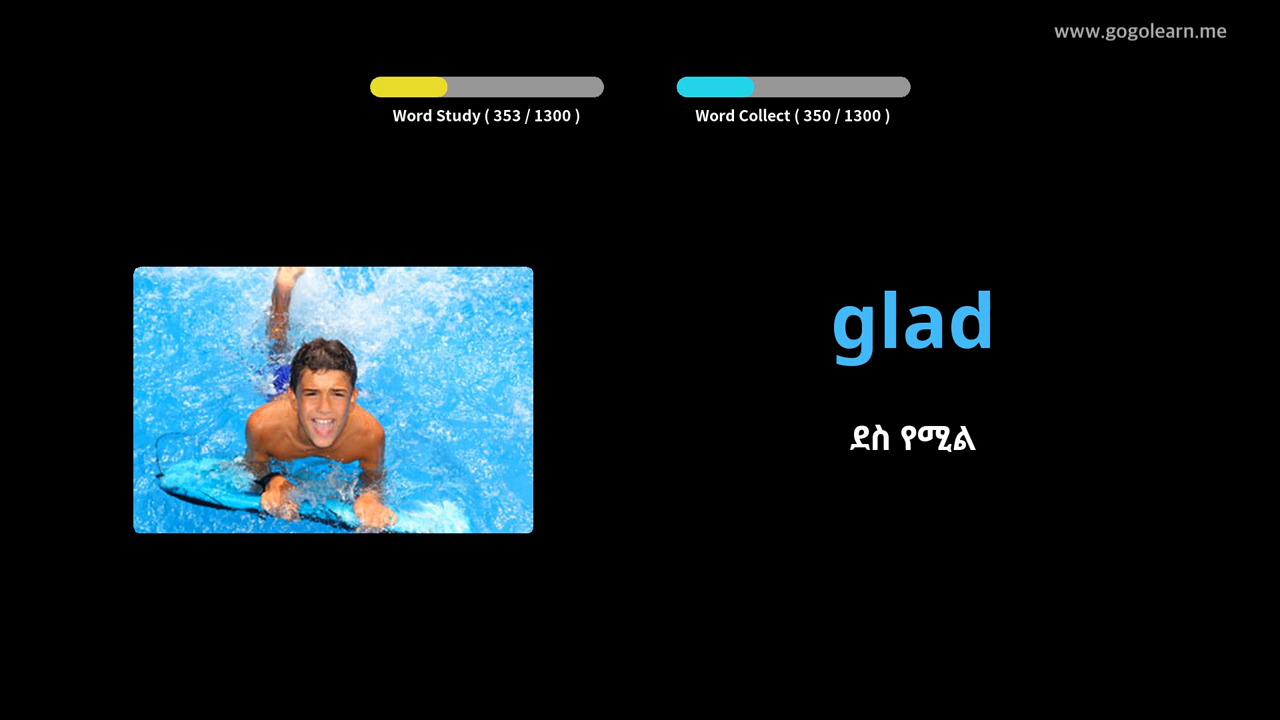 www.gogolearn.me
Word Study ( 353 / 1300 )
Word Collect ( 350 / 1300 )
glad
ደስ የሚል